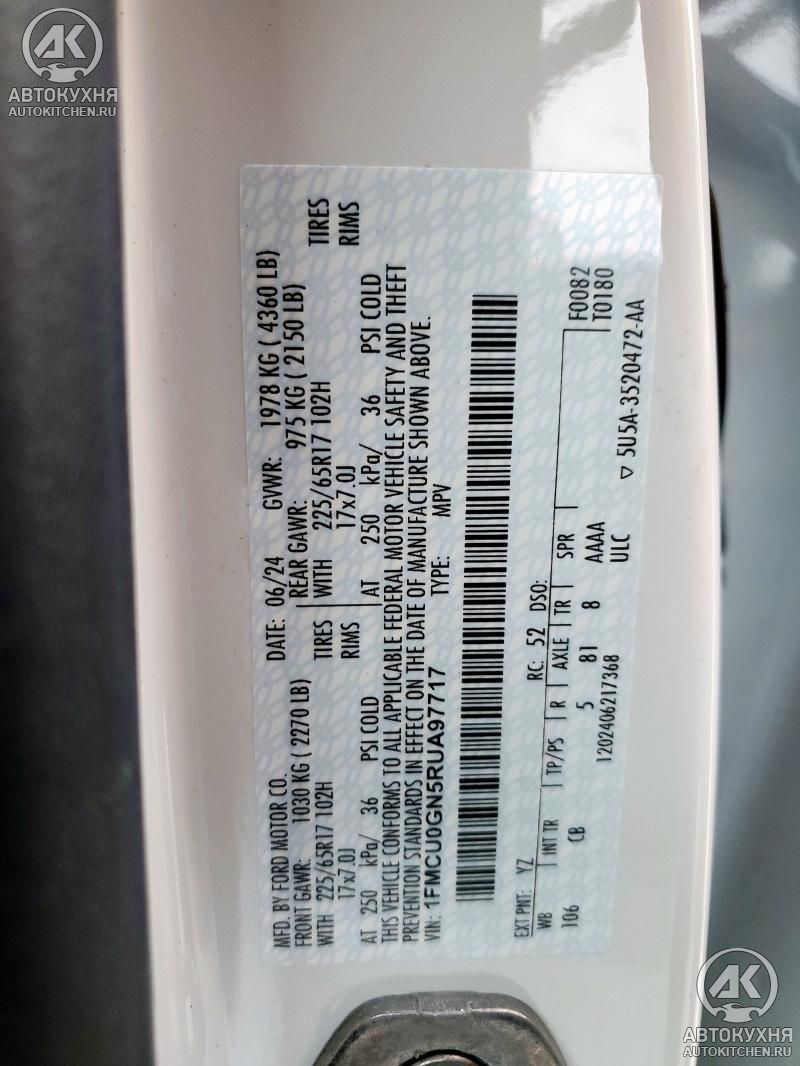 AK
АВТОКУХНЯ
AUTOKITCHEN.RU
MFD. BY FORD MOTOR CO.
DATE: 06/24 GVWR: 1978 KG ( 4360 LB)
FRONT GAWR: 1030 KG ( 2270 LB) REAR GAWR: 975 KG ( 2150 LB)
WITH 225/65R17 102H TIRES WITH 225/65R17 102H TIRES
17x7.0J RIMS 17x7.0J RIMS
AT 250 kPa/ 36 PSI COLD AT 250 kPa/ 36 PSI COLD
THIS VEHICLE CONFORMS TO ALL APPLICABLE FEDERAL MOTOR VEHICLE SAFETY AND THEFT
PREVENTION STANDARDS IN EFFECT ON THE DATE OF MANUFACTURE SHOWN ABOVE.
VIN: 1FMCU0GN5RUA97717 TYPE: MPV
EXT PNT: YZ RC: 52 DSO:
WB INT TR TP/PS R AXLE TR SPR F0082
106 CB 5 81 8 AAAA T0180
1202406217368 ULC
▽ 5U5A-3520472-AA
AK
АВТОКУХНЯ
AUTOKITCHEN.RU